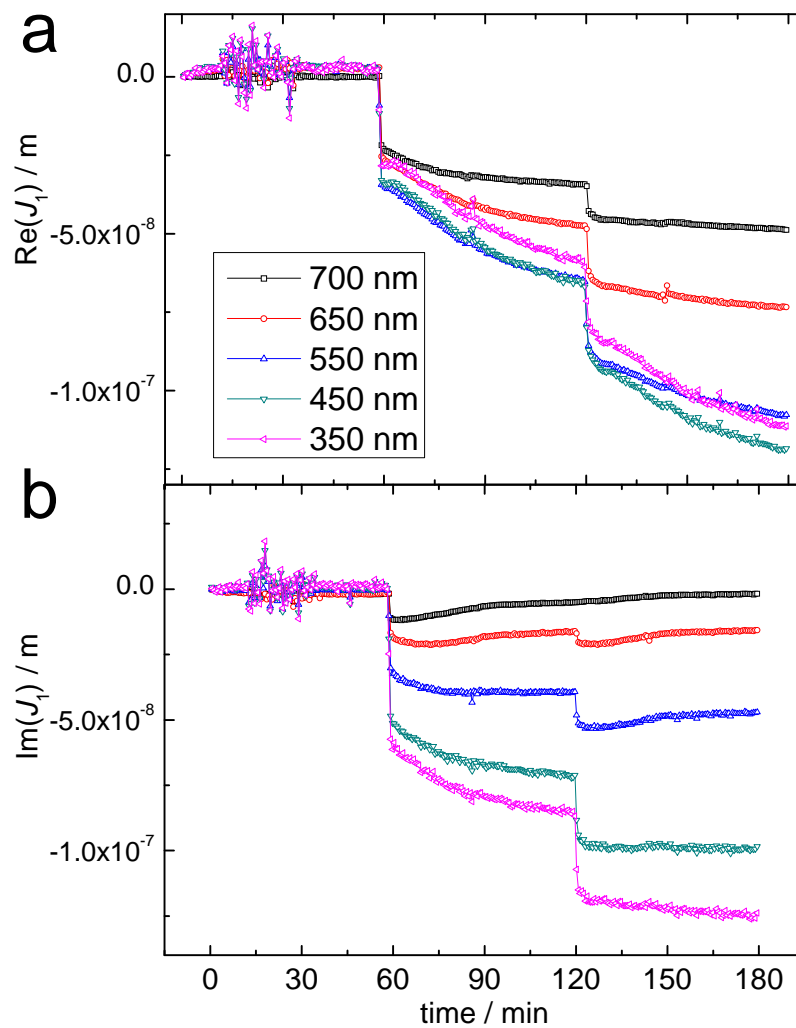 a
0.0
-5.0x10⁻⁸
-1.0x10⁻⁷
Re(J₁) / m
700 nm
650 nm
550 nm
450 nm
350 nm
b
0.0
-5.0x10⁻⁸
-1.0x10⁻⁷
Im(J₁) / m
0 30 60 90 120 150 180
time / min